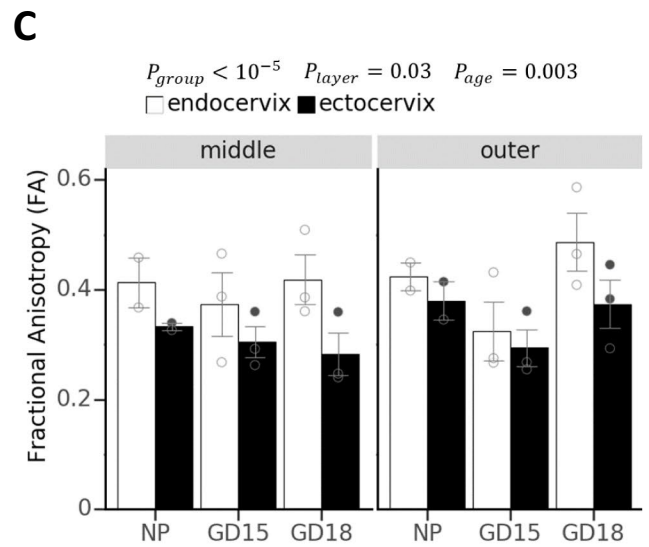 C
P_group < 10⁻⁵ P_layer = 0.03 P_age = 0.003
endocervix ectocervix
middle outer
Fractional Anisotropy (FA)
0.6
0.4
0.2
0
NP GD15 GD18 NP GD15 GD18